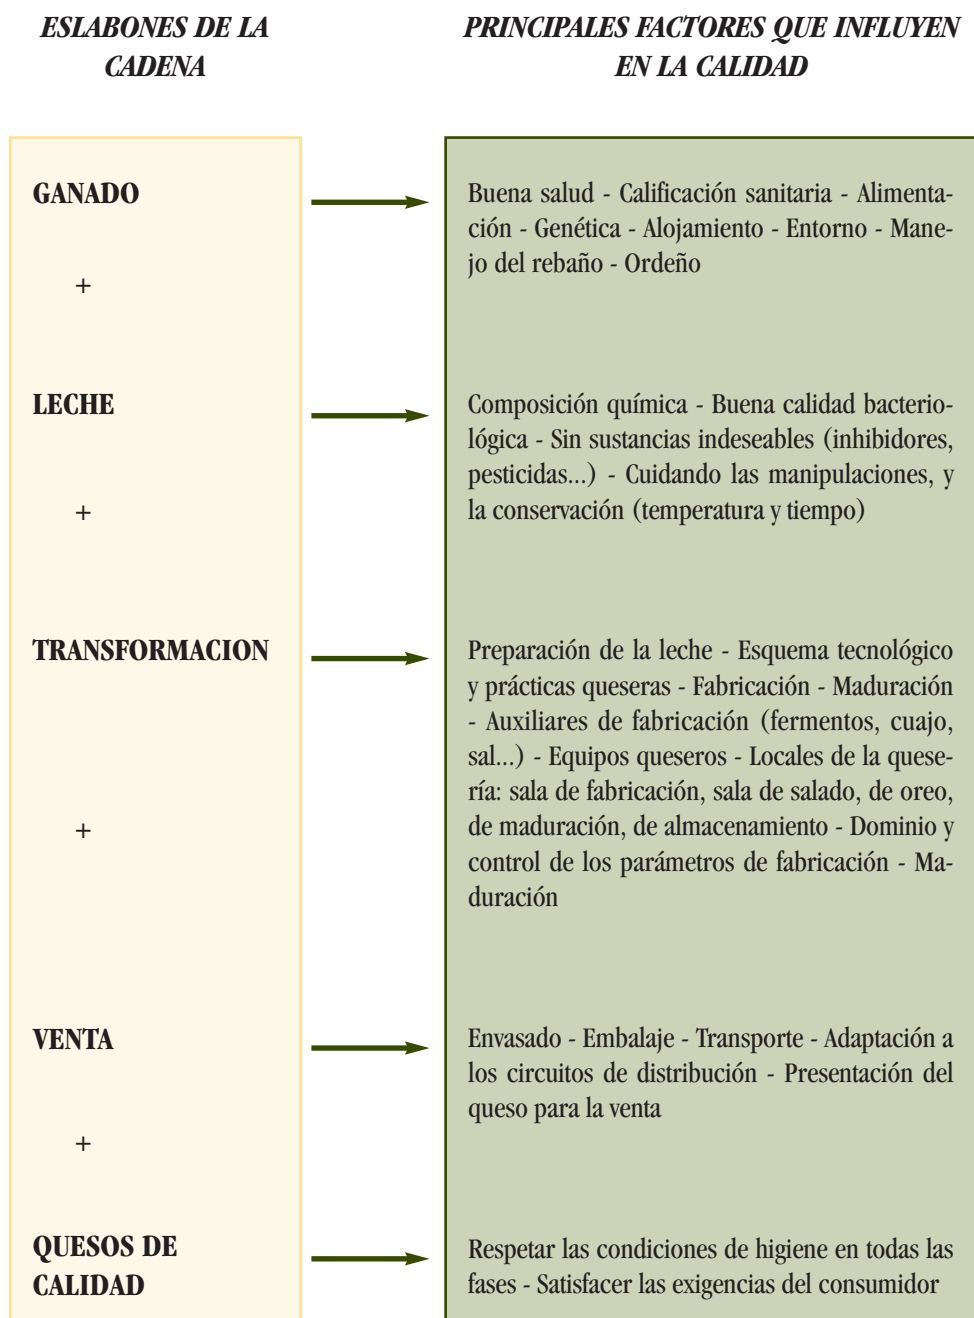 ESLABONES DE LA
CADENA
PRINCIPALES FACTORES QUE INFLUYEN
EN LA CALIDAD
GANADO
Buena salud - Calificación sanitaria - Alimenta-
ción - Genética - Alojamiento - Entorno - Mane-
jo del rebaño - Ordeño
+
LECHE
Composición química - Buena calidad bacterio-
lógica - Sin sustancias indeseables (inhibidores,
pesticidas...) - Cuidando las manipulaciones, y
la conservación (temperatura y tiempo)
+
TRANSFORMACION
Preparación de la leche - Esquema tecnológico
y prácticas queseras - Fabricación - Maduración
- Auxiliares de fabricación (fermentos, cuajo,
sal...) - Equipos queseros - Locales de la quese-
ría: sala de fabricación, sala de salado, de oreo,
de maduración, de almacenamiento - Dominio y
control de los parámetros de fabricación - Ma-
duración
+
VENTA
Envasado - Embalaje - Transporte - Adaptación a
los circuitos de distribución - Presentación del
queso para la venta
+
QUESOS DE
CALIDAD
Respetar las condiciones de higiene en todas las
fases - Satisfacer las exigencias del consumidor